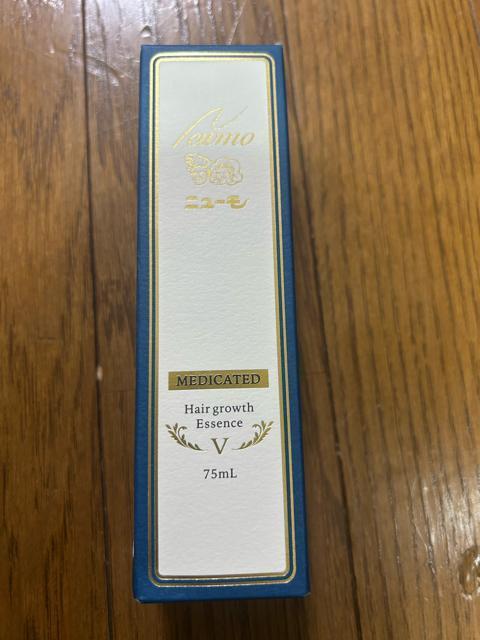 Newmo
ニューモ
MEDICATED
Hair growth
Essence
V
75mL